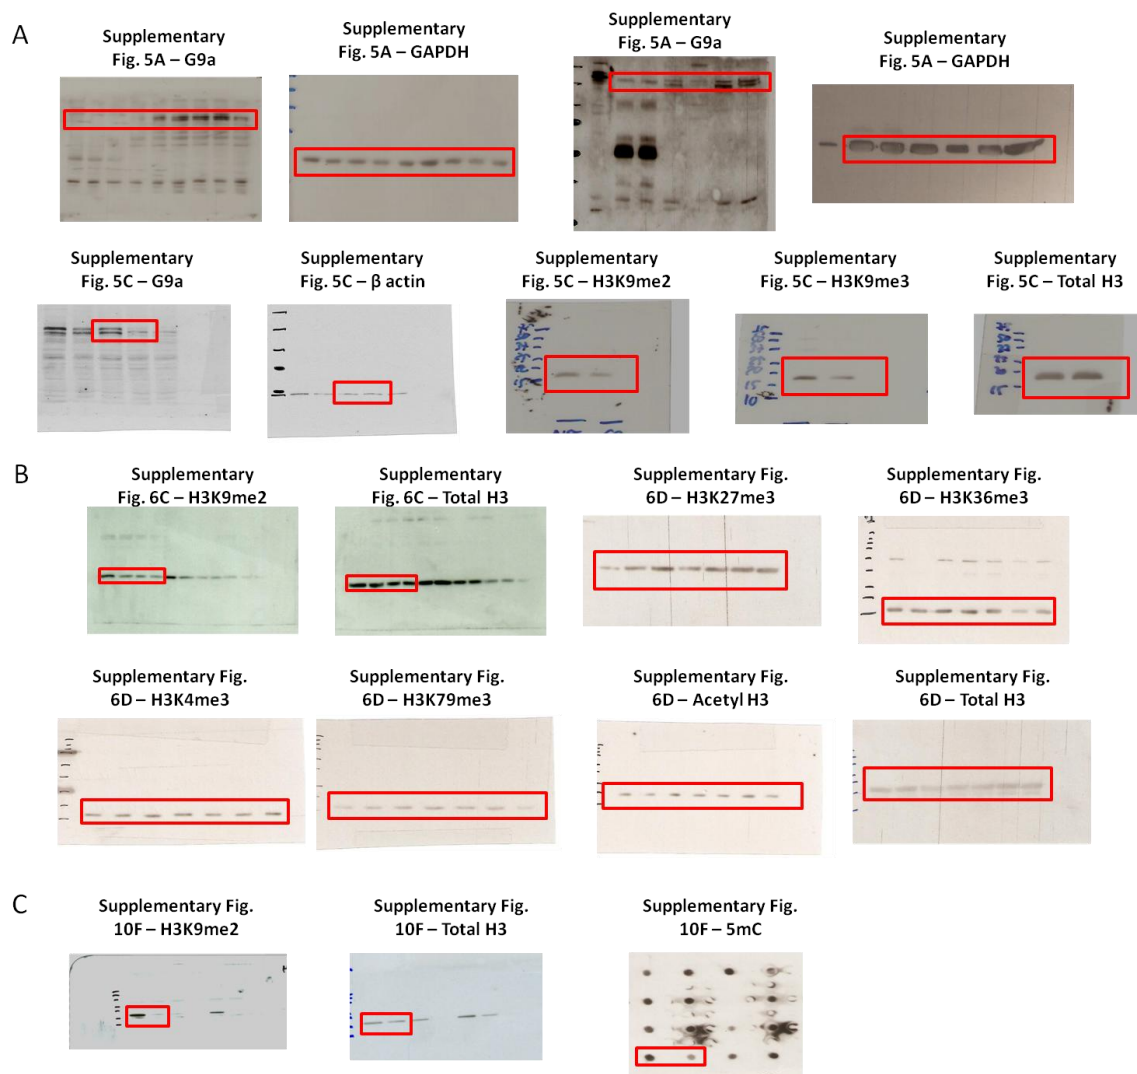 A
Supplementary
Fig. 5A – G9a
Supplementary
Fig. 5A – GAPDH
Supplementary
Fig. 5A – G9a
Supplementary
Fig. 5A – GAPDH
Supplementary
Fig. 5C – G9a
Supplementary
Fig. 5C – β actin
Supplementary
Fig. 5C – H3K9me2
Supplementary
Fig. 5C – H3K9me3
Supplementary
Fig. 5C – Total H3
15
10
B
Supplementary
Fig. 6C – H3K9me2
Supplementary
Fig. 6C – Total H3
Supplementary Fig.
6D – H3K27me3
Supplementary Fig.
6D – H3K36me3
Supplementary Fig.
6D – H3K4me3
Supplementary Fig.
6D – H3K79me3
Supplementary Fig.
6D – Acetyl H3
Supplementary Fig.
6D – Total H3
C
Supplementary Fig.
10F – H3K9me2
Supplementary Fig.
10F – Total H3
Supplementary Fig.
10F – 5mC